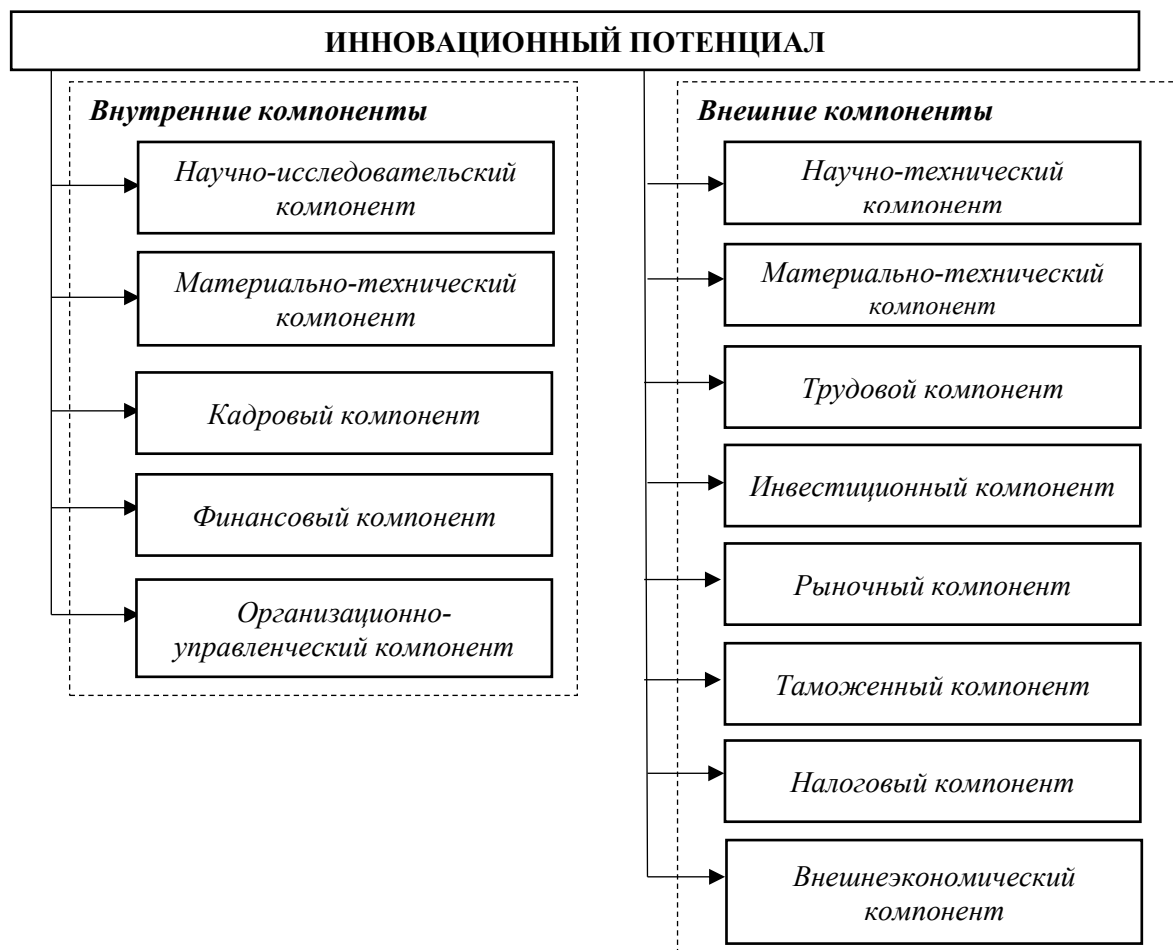 ИННОВАЦИОННЫЙ ПОТЕНЦИАЛ
Внутренние компоненты
Научно-исследовательский
компонент
Материально-технический
компонент
Кадровый компонент
Финансовый компонент
Организационно-
управленческий компонент
Внешние компоненты
Научно-технический
компонент
Материально-технический
компонент
Трудовой компонент
Инвестиционный компонент
Рыночный компонент
Таможенный компонент
Налоговый компонент
Внешнеэкономический
компонент